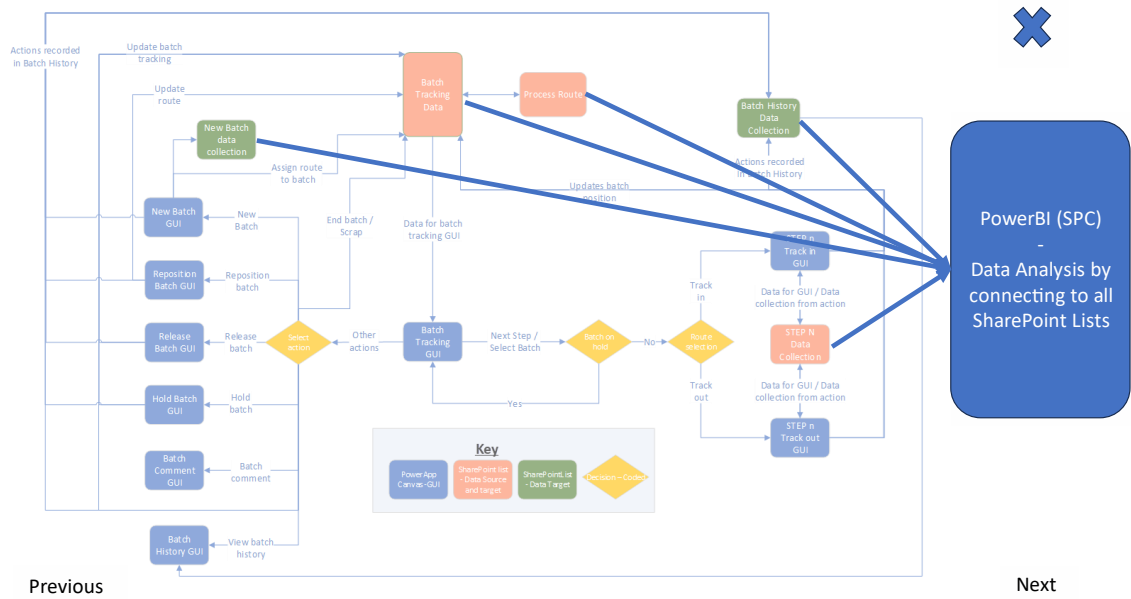 Actions recorded
in Batch History
Update batch
tracking
Update
route
Batch
Tracking
Data
Process Route
Batch History
Data
Collection
New Batch
data
collection
Assign route
to batch
Actions recorded
in Batch History
Updates batch
position
New Batch
GUI
New
Batch
End batch /
Scrap
Data for batch
tracking GUI
PowerBI (SPC)
-
Data Analysis by
connecting to all
SharePoint Lists
STEP n
Track in
GUI
Reposition
Batch GUI
Reposition
batch
Track
in
Data for GUI / Data
collection from action
Release
Batch GUI
Release
batch
Select
action
Other
actions
Batch
Tracking
GUI
Next Step /
Select Batch
Batch on
hold
No
Route
selection
STEP N
Data
Collection
Hold Batch
GUI
Hold
batch
Yes
Track
out
Data for GUI / Data
collection from action
STEP n
Track out
GUI
Batch
Comment GUI
Batch
comment
Key
PowerApp
Canvas -GUI
SharePoint list
- Data Source
and target
SharePoint List
- Data Target
Decision – Coded
Batch
History GUI
View batch
history
Previous
Next